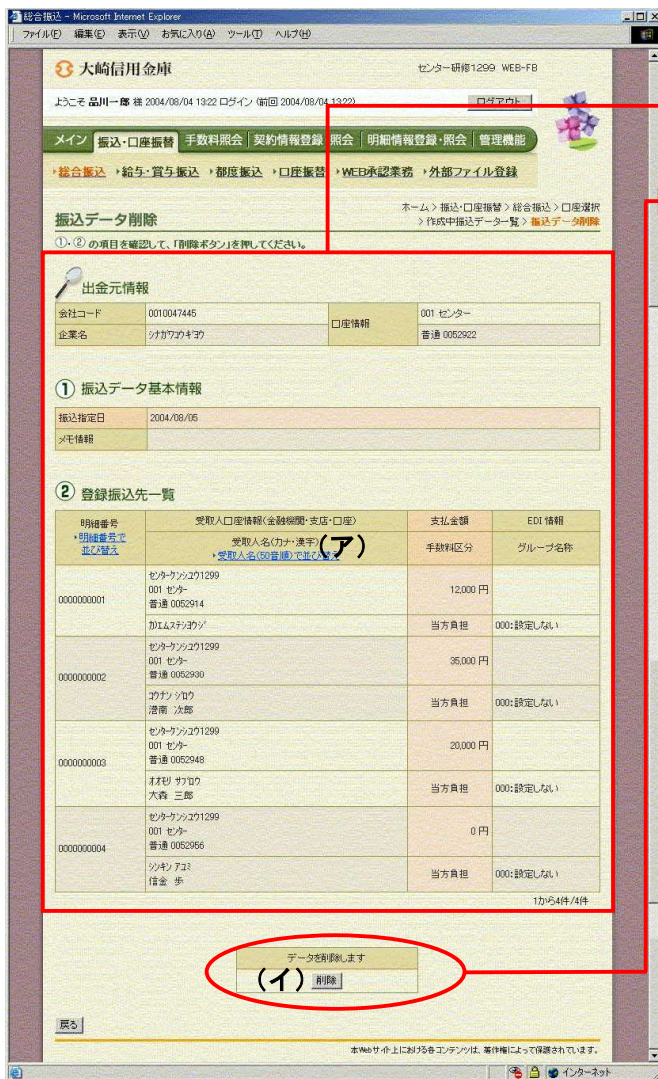 総合振込 - Microsoft Internet Explorer
ファイル(F) 編集(E) 表示(V) お気に入り(A) ツール(T) ヘルプ(H)
大崎信用金庫
センター研修1299 WEB-FB
ようこそ 品川一郎 様 2004/08/04 13:22 ログイン (前回 2004/08/04 13:22)
ログアウト
メイン 振込・口座振替 手数料照会 契約情報登録・照会 明細情報登録・照会 管理機能
総合振込 給与・賞与振込 都度振込 口座振替 WEB承認業務 外部ファイル登録
ホーム > 振込・口座振替 > 総合振込 > 口座選択
> 作成中振込データ一覧 > 振込データ削除
振込データ削除
①、②の項目を確認して、「削除ボタン」を押してください。
出金元情報
会社コード 0010047445 口座情報 001 センター
企業名 シナガワコウギヨウ 普通 0052922
① 振込データ基本情報
振込指定日 2004/08/05
メモ情報
② 登録振込先一覧
明細番号 受取人口座情報(金融機関・支店・口座) 支払金額 EDI 情報
明細番号で
並び替え
受取人名(カナ・漢字) 手数料区分 グループ名称
受取人名(50音順)で並び替え
(ア)
センターケンシユウ1299
001 センター
普通 0052914
12,000 円
0000000001
カ)エムエステシヨウジ 当方負担 000:設定しない
センターケンシユウ1299
001 センター
普通 0052930
35,000 円
0000000002
コウナン ジロウ
港南 次郎
当方負担 000:設定しない
センターケンシユウ1299
001 センター
普通 0052948
20,000 円
0000000003
オオモリ サブロウ
大森 三郎
当方負担 000:設定しない
センターケンシユウ1299
001 センター
普通 0052956
0 円
0000000004
シンキン アユミ
信金 歩
当方負担 000:設定しない
1から4件/4件
データを削除します
(イ) 削除
戻る
本Webサイト上における各コンテンツは、著作権によって保護されています。
インターネット